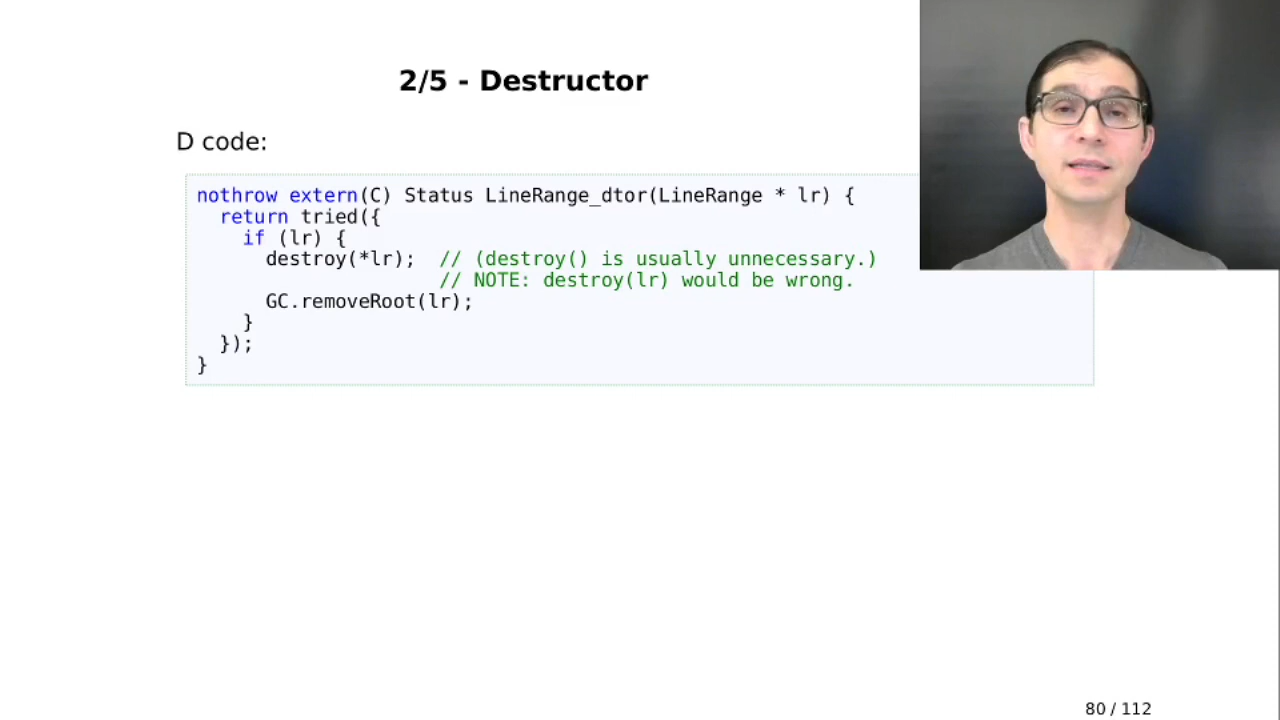 2/5 - Destructor
D code:
nothrow extern(C) Status LineRange_dtor(LineRange * lr) {
  return tried({
    if (lr) {
      destroy(*lr);  // (destroy() is usually unnecessary.)
                     // NOTE: destroy(lr) would be wrong.
      GC.removeRoot(lr);
    }
  });
}
80 / 112